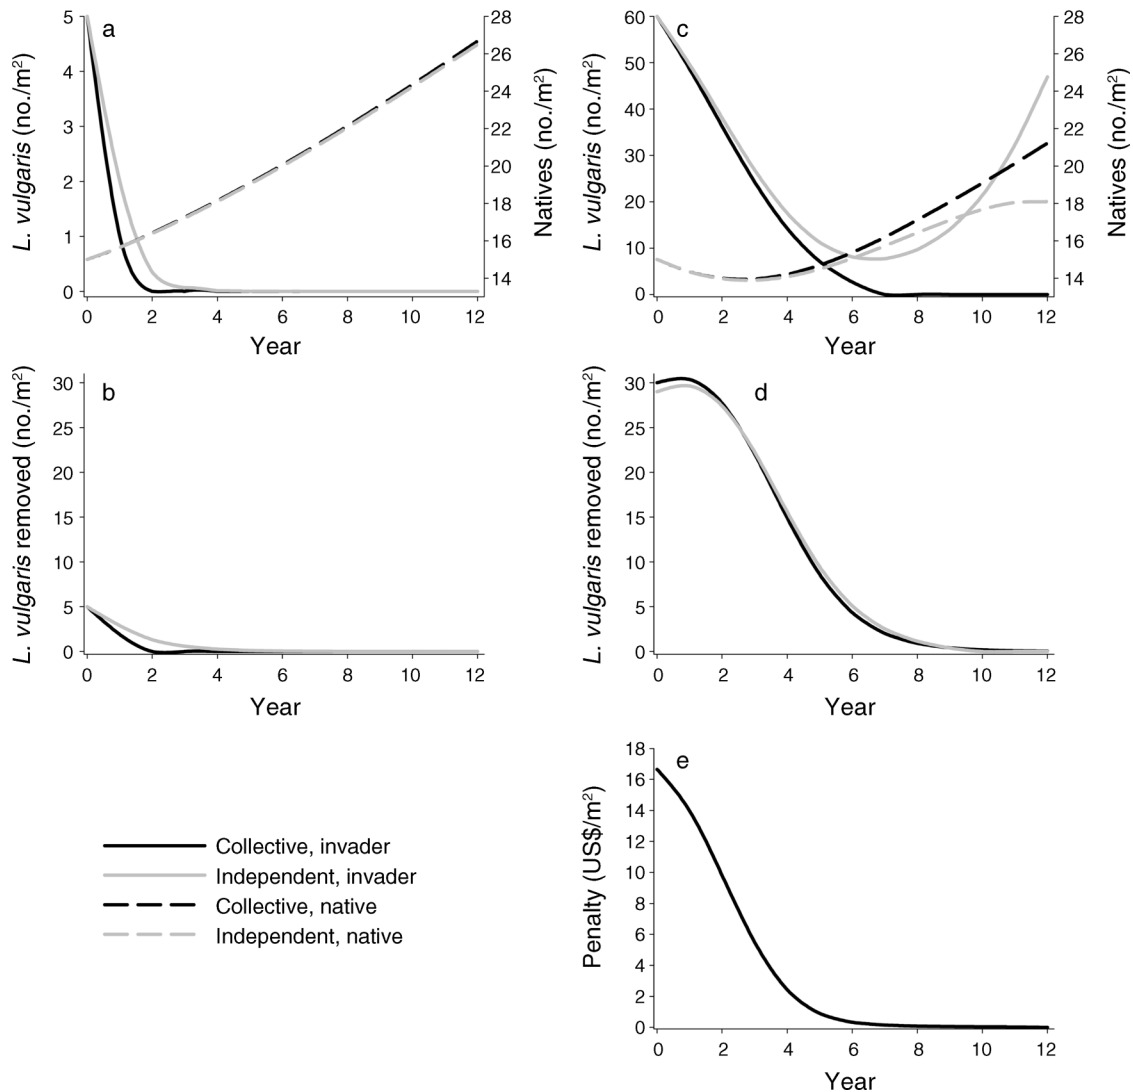 a
5
4
3
2
1
0
L. vulgaris (no./m²)
28
26
24
22
20
18
16
14
Natives (no./m²)
0 2 4 6 8 10 12
Year
c
60
50
40
30
20
10
0
L. vulgaris (no./m²)
28
26
24
22
20
18
16
14
Natives (no./m²)
0 2 4 6 8 10 12
Year
b
30
25
20
15
10
5
0
L. vulgaris removed (no./m²)
0 2 4 6 8 10 12
Year
d
30
25
20
15
10
5
0
L. vulgaris removed (no./m²)
0 2 4 6 8 10 12
Year
Collective, invader
Independent, invader
Collective, native
Independent, native
e
18
16
14
12
10
8
6
4
2
0
Penalty (US$/m²)
0 2 4 6 8 10 12
Year